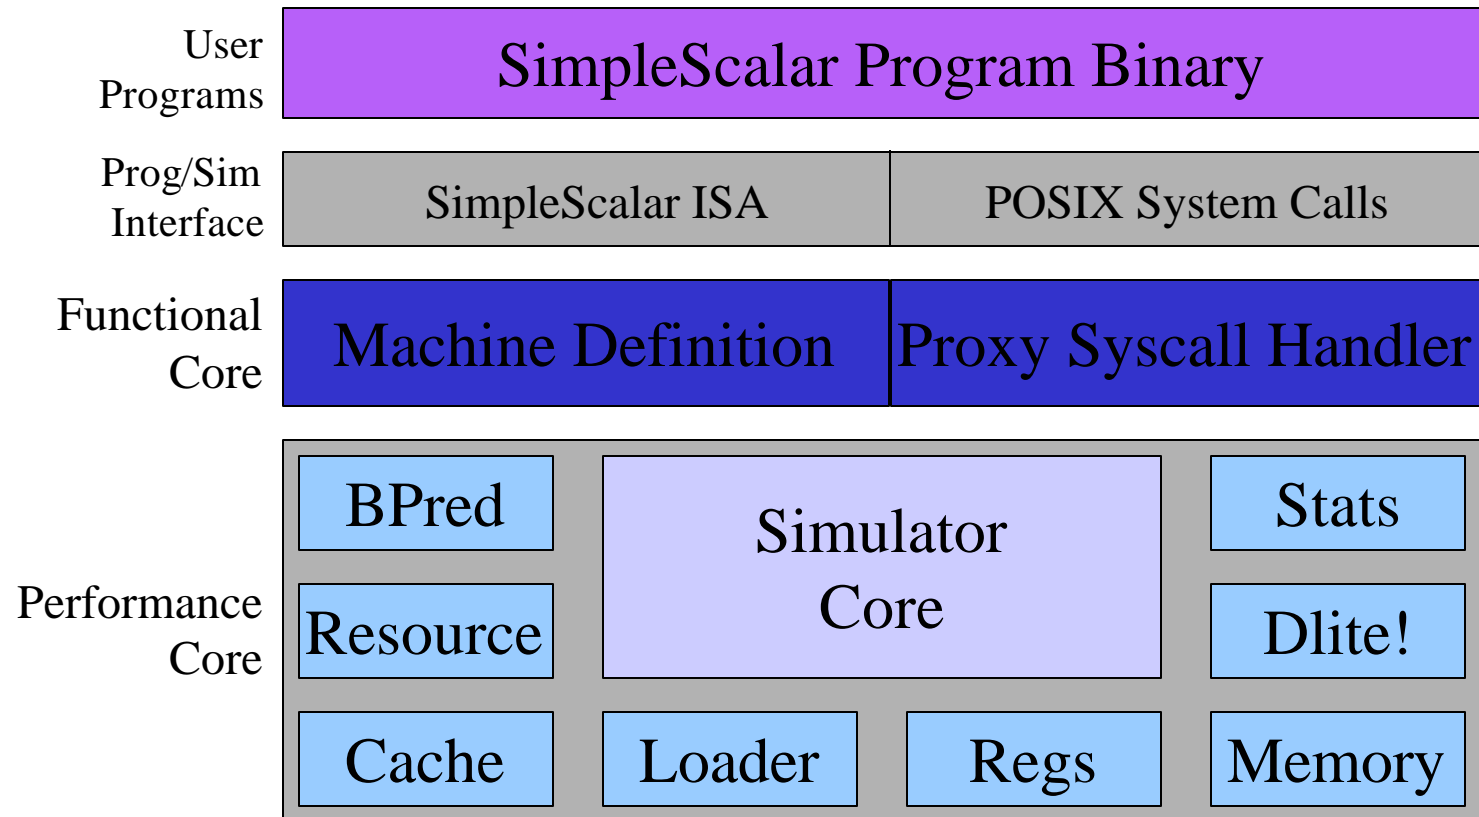 User
Programs
SimpleScalar Program Binary
Prog/Sim
Interface
SimpleScalar ISA
POSIX System Calls
Functional
Core
Machine Definition
Proxy Syscall Handler
Performance
Core
BPred
Simulator
Core
Stats
Resource
Dlite!
Cache
Loader
Regs
Memory